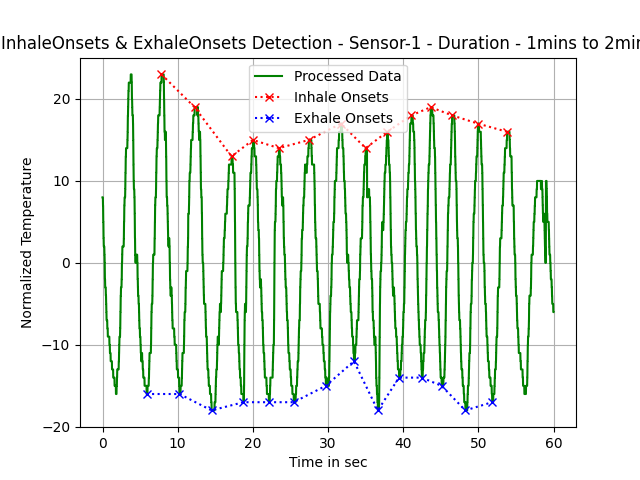 InhaleOnsets & ExhaleOnsets Detection - Sensor-1 - Duration - 1mins to 2min
Processed Data
Inhale Onsets
Exhale Onsets
Normalized Temperature
20
10
0
−10
−20
0 10 20 30 40 50 60
Time in sec